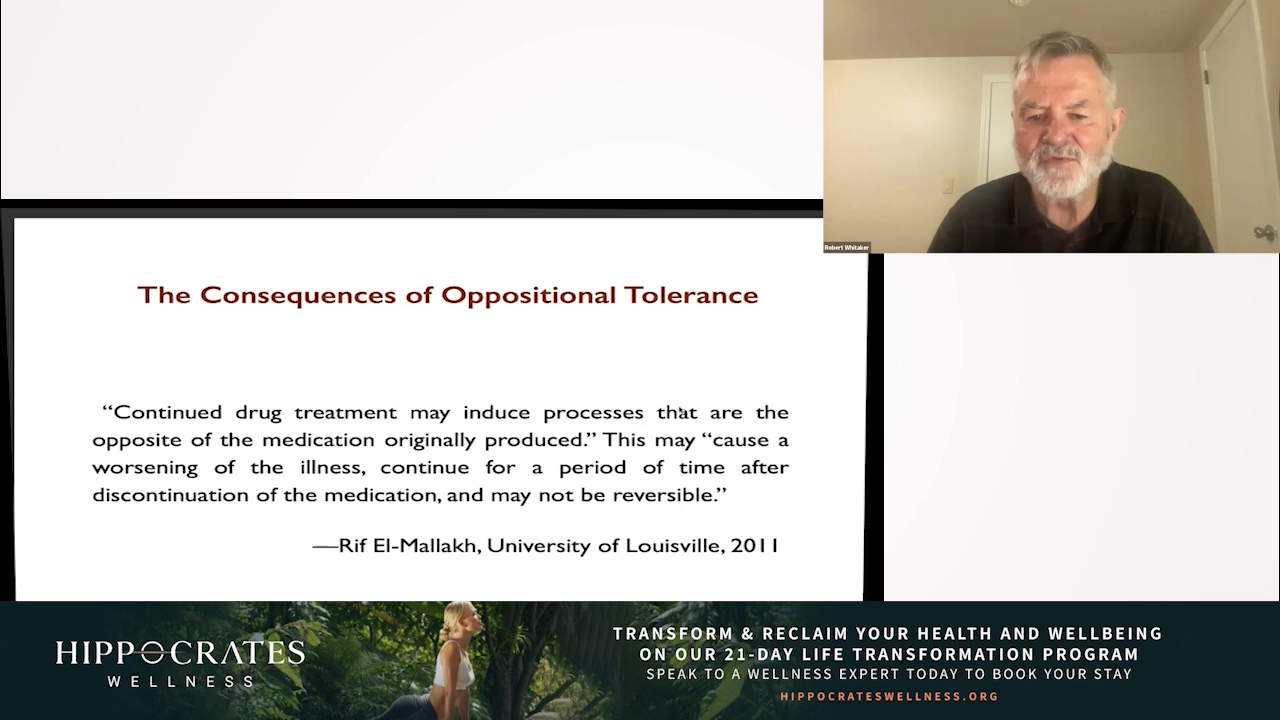 Robert Whitaker
The Consequences of Oppositional Tolerance
“Continued drug treatment may induce processes that are the
opposite of the medication originally produced.” This may “cause a
worsening of the illness, continue for a period of time after
discontinuation of the medication, and may not be reversible.”
—Rif El-Mallakh, University of Louisville, 2011
HIPPOCRATES
WELLNESS
TRANSFORM & RECLAIM YOUR HEALTH AND WELLBEING
ON OUR 21-DAY LIFE TRANSFORMATION PROGRAM
SPEAK TO A WELLNESS EXPERT TODAY TO BOOK YOUR STAY
HIPPOCRATESWELLNESS.ORG